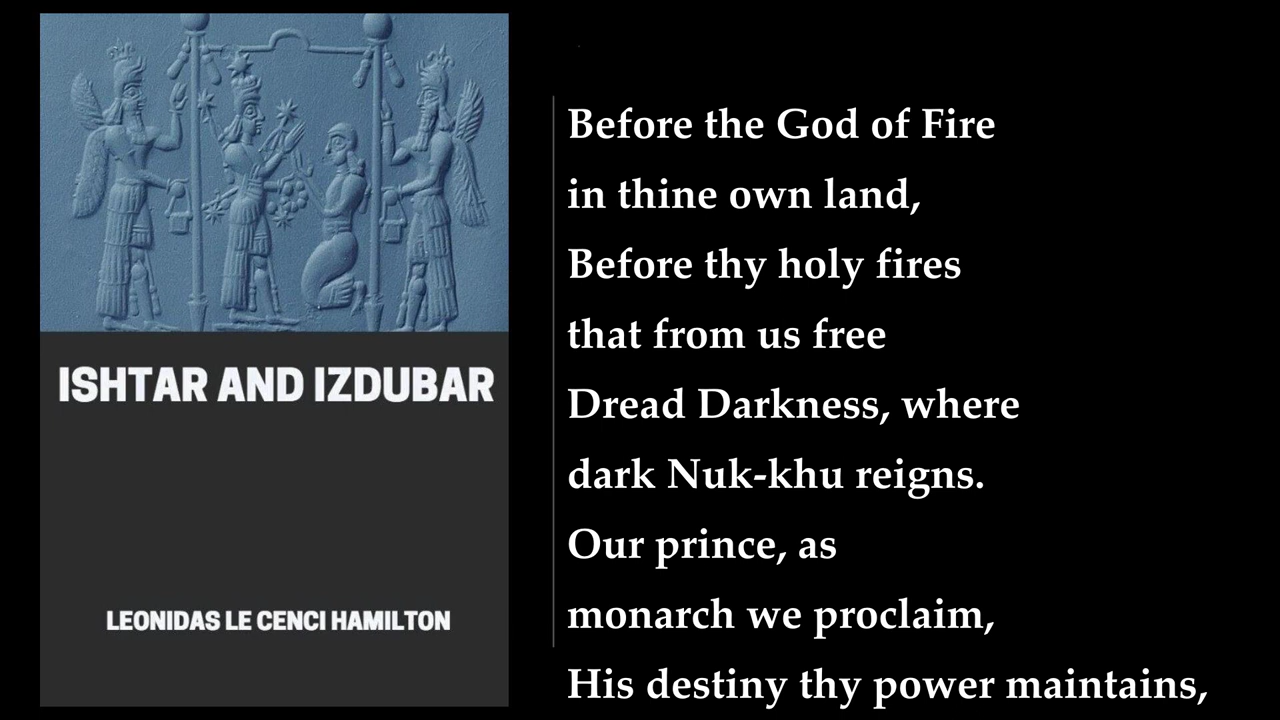 ISHTAR AND IZDUBAR
LEONIDAS LE CENCI HAMILTON
Before the God of Fire
in thine own land,
Before thy holy fires
that from us free
Dread Darkness, where
dark Nuk-khu reigns.
Our prince, as
monarch we proclaim,
His destiny thy power maintains,